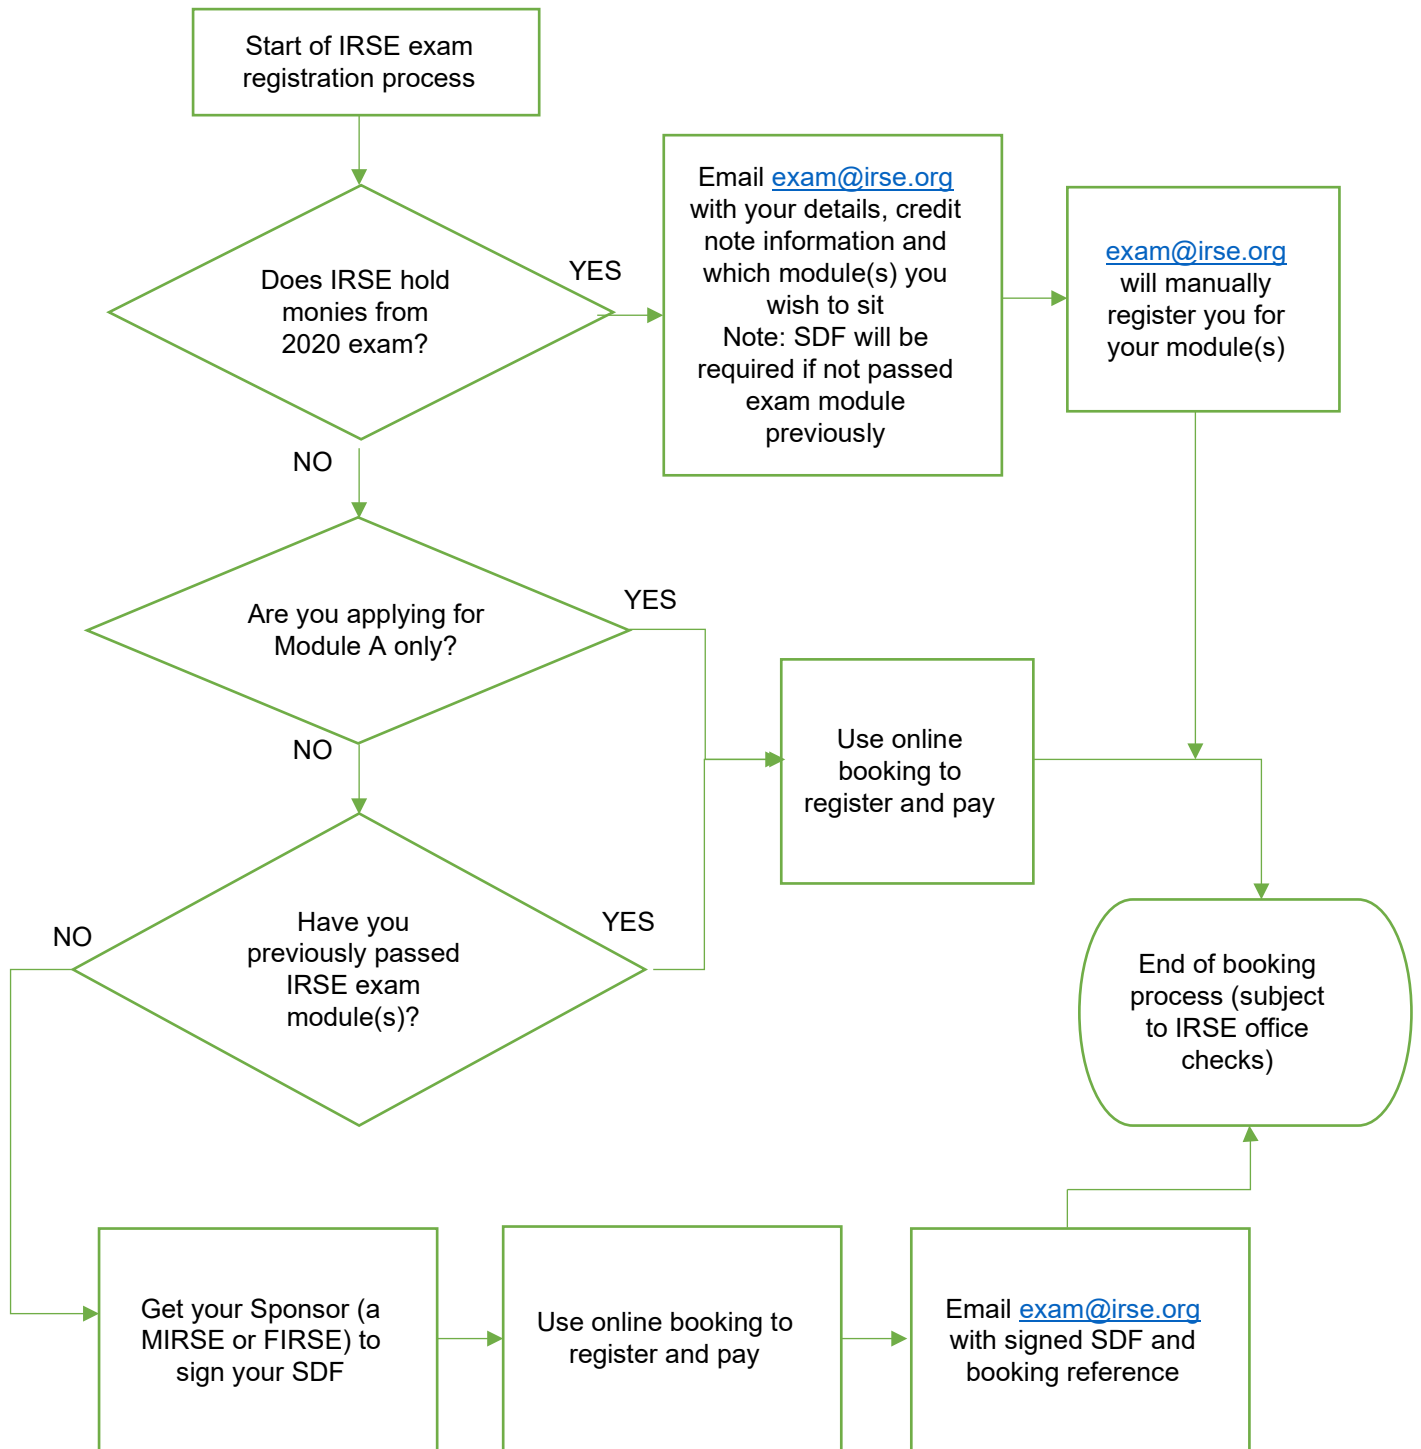 Start of IRSE exam
registration process
Does IRSE hold
monies from
2020 exam?
YES
Email exam@irse.org
with your details, credit
note information and
which module(s) you
wish to sit
Note: SDF will be
required if not passed
exam module
previously
exam@irse.org
will manually
register you for
your module(s)
NO
Are you applying for
Module A only?
YES
NO
Use online
booking to
register and pay
Have you
previously passed
IRSE exam
module(s)?
YES
NO
End of booking
process (subject
to IRSE office
checks)
Get your Sponsor (a
MIRSE or FIRSE) to
sign your SDF
Use online booking to
register and pay
Email exam@irse.org
with signed SDF and
booking reference